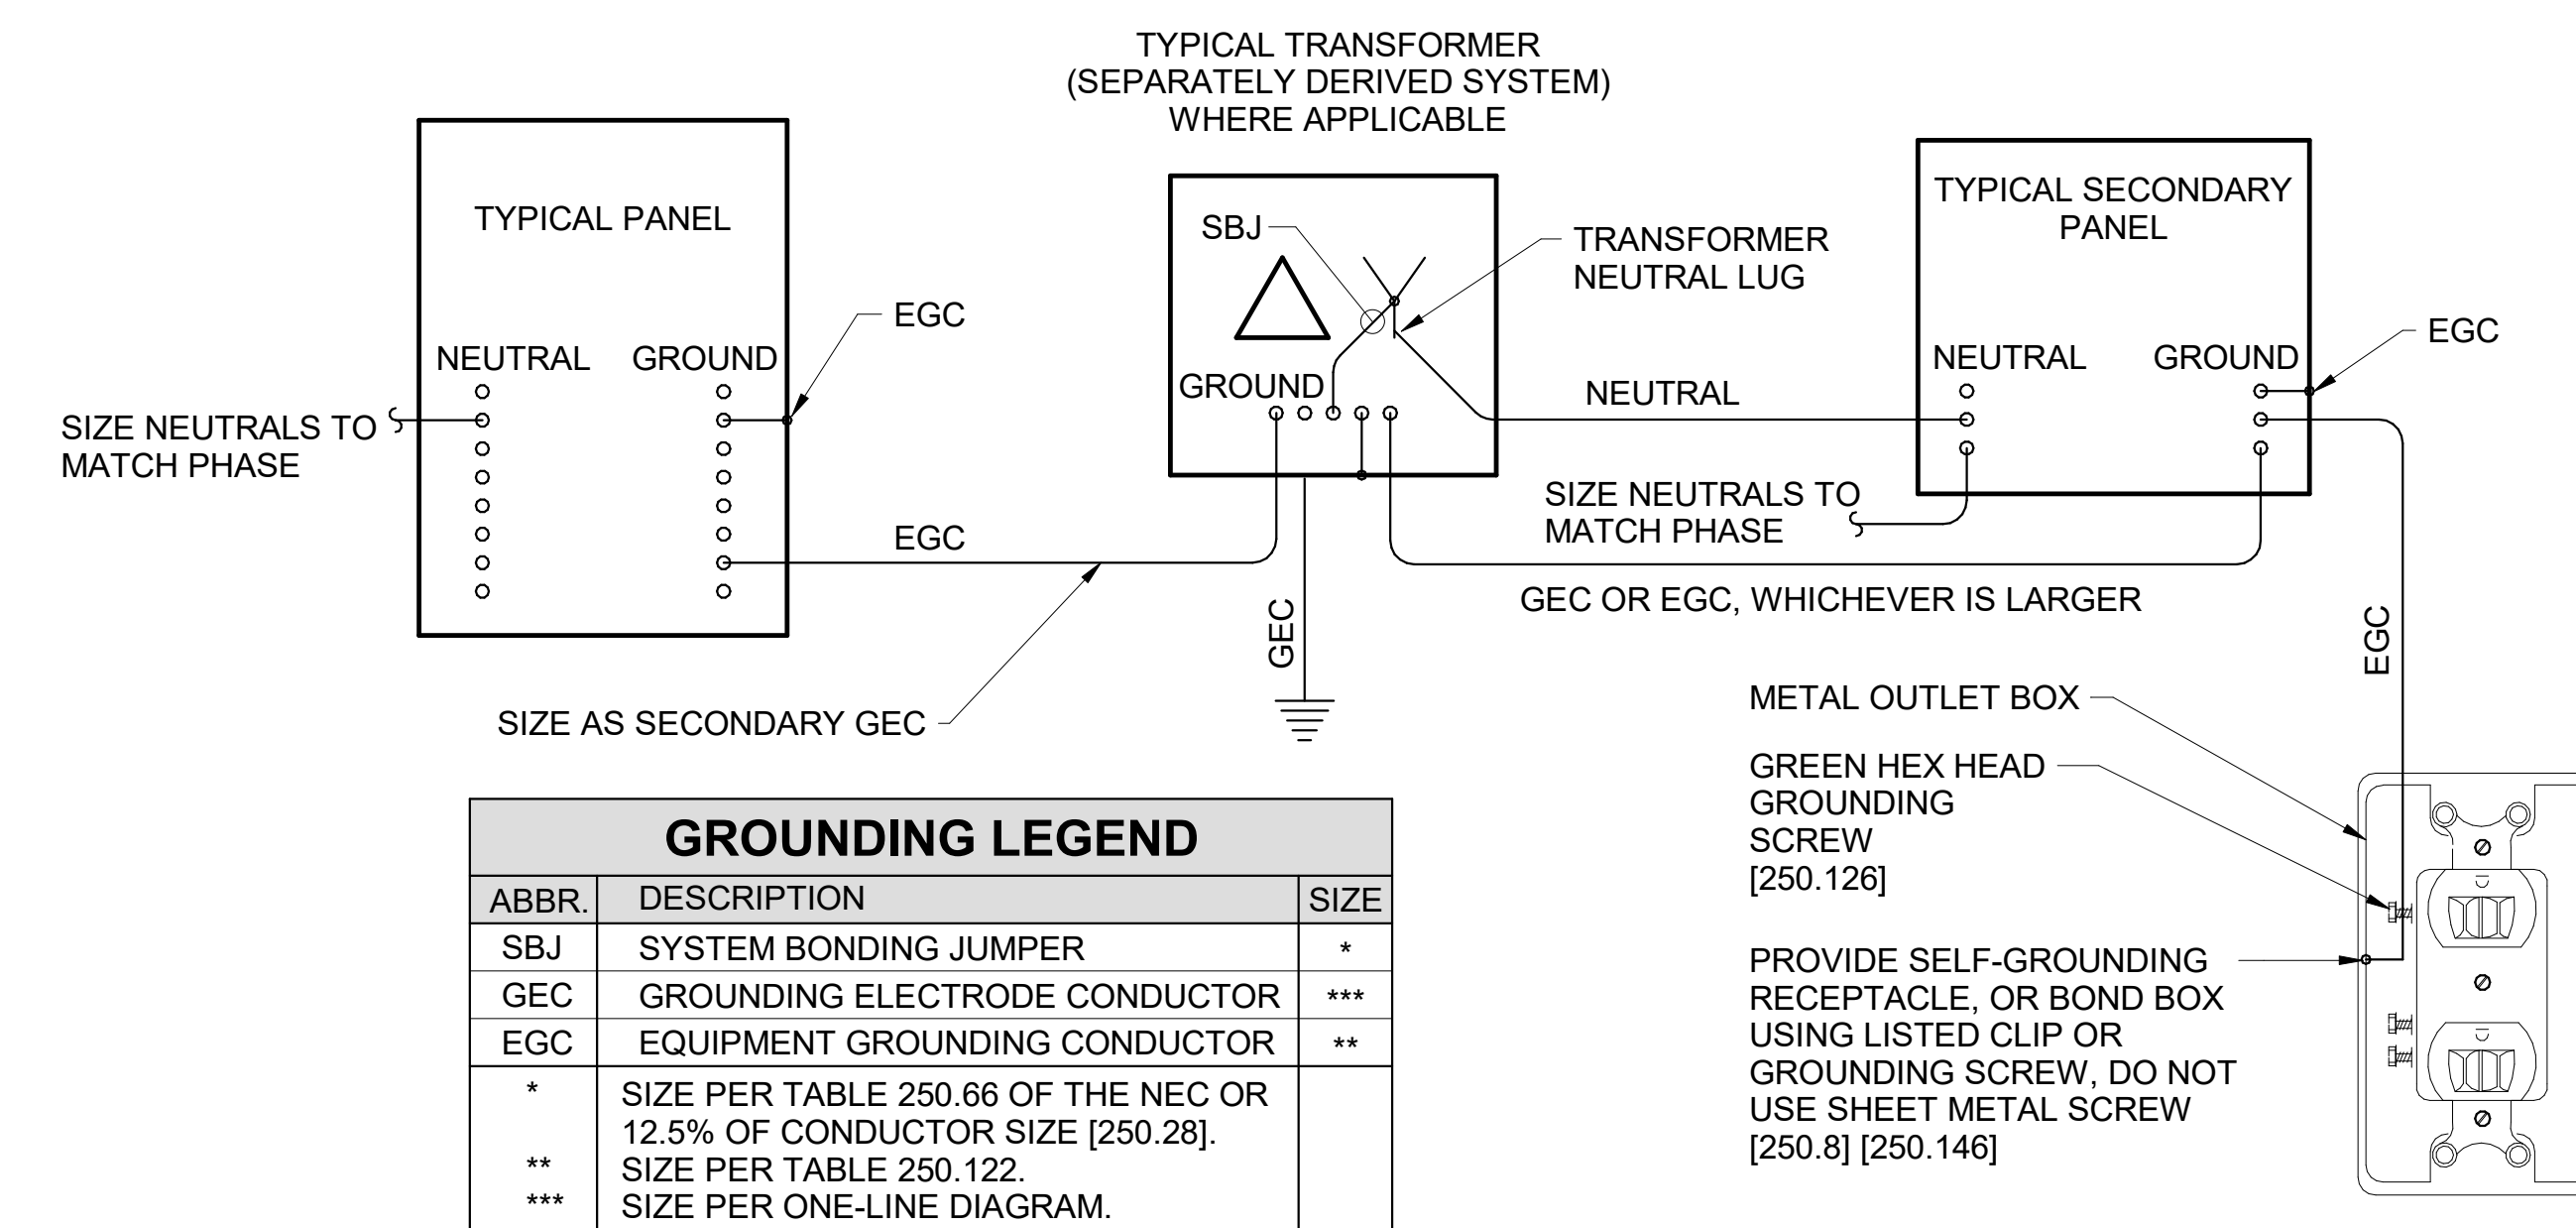 TYPICAL TRANSFORMER
(SEPARATELY DERIVED SYSTEM)
WHERE APPLICABLE
TYPICAL PANEL
NEUTRAL
GROUND
SIZE NEUTRALS TO
MATCH PHASE
EGC
SBJ
TRANSFORMER
NEUTRAL LUG
GROUND
TYPICAL SECONDARY
PANEL
NEUTRAL
GROUND
EGC
NEUTRAL
SIZE NEUTRALS TO
MATCH PHASE
EGC
SIZE AS SECONDARY GEC
GEC
GEC OR EGC, WHICHEVER IS LARGER
EGC
METAL OUTLET BOX
GREEN HEX HEAD
GROUNDING
SCREW
[250.126]
PROVIDE SELF-GROUNDING
RECEPTACLE, OR BOND BOX
USING LISTED CLIP OR
GROUNDING SCREW, DO NOT
USE SHEET METAL SCREW
[250.8] [250.146]
GROUNDING LEGEND
ABBR. DESCRIPTION SIZE
SBJ SYSTEM BONDING JUMPER *
GEC GROUNDING ELECTRODE CONDUCTOR ***
EGC EQUIPMENT GROUNDING CONDUCTOR **
* SIZE PER TABLE 250.66 OF THE NEC OR
12.5% OF CONDUCTOR SIZE [250.28].
** SIZE PER TABLE 250.122.
*** SIZE PER ONE-LINE DIAGRAM.